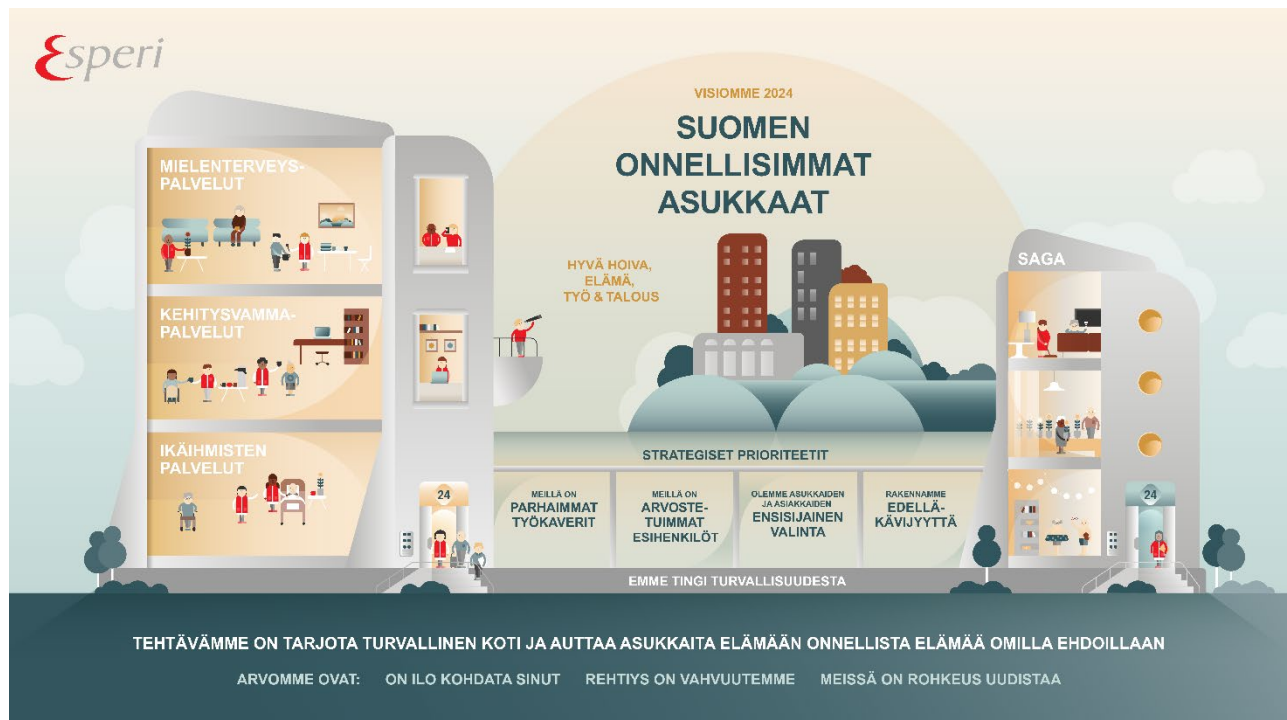 Esperi
VISIOMME 2024
SUOMEN
ONNELLISIMMAT
ASUKKAAT
HYVÄ HOIVA,
ELÄMÄ,
TYÖ & TALOUS
MIELENTERVEYS-
PALVELUT
KEHITYSVAMMA-
PALVELUT
IKÄIHMISTEN
PALVELUT
24
SAGA
24
STRATEGISET PRIORITEETIT
MEILLÄ ON
PARHAIMMAT
TYÖKAVERIT
MEILLÄ ON
ARVOSTE-
TUIMMAT
ESIHENKILÖT
OLEMME ASUKKAIDEN
JA ASIAKKAIDEN
ENSISIJAINEN
VALINTA
RAKENNAMME
EDELLÄ-
KÄVIJYYTTÄ
EMME TINGI TURVALLISUUDESTA
TEHTÄVÄMME ON TARJOTA TURVALLINEN KOTI JA AUTTAA ASUKKAITA ELÄMÄÄN ONNELLISTA ELÄMÄÄ OMILLA EHDOILLAAN
ARVOMME OVAT: ON ILO KOHDATA SINUT REHTIYS ON VAHVUUTEMME MEISSÄ ON ROHKEUS UUDISTAA